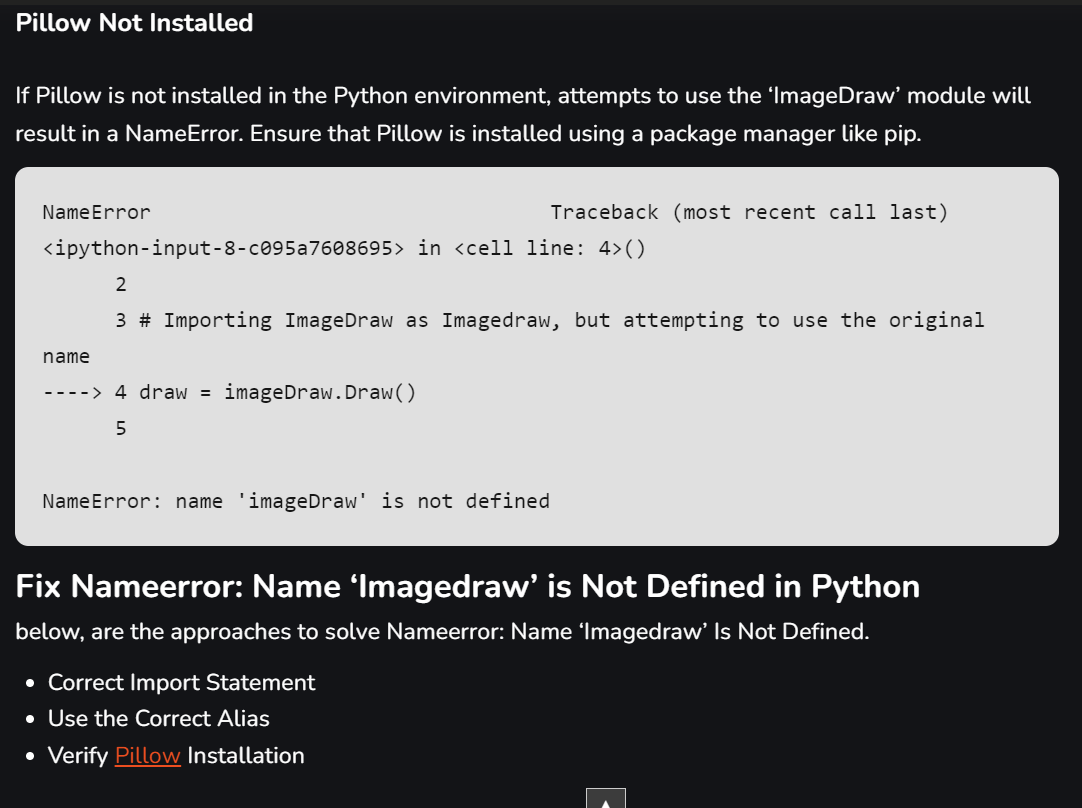 Pillow Not Installed
If Pillow is not installed in the Python environment, attempts to use the ‘ImageDraw’ module will
result in a NameError. Ensure that Pillow is installed using a package manager like pip.
NameError                                 Traceback (most recent call last)
<ipython-input-8-c095a7608695> in <cell line: 4>()
      2
      3 # Importing ImageDraw as Imagedraw, but attempting to use the original
name
----> 4 draw = imageDraw.Draw()
      5
NameError: name 'imageDraw' is not defined
Fix Nameerror: Name ‘Imagedraw’ is Not Defined in Python
below, are the approaches to solve Nameerror: Name ‘Imagedraw’ Is Not Defined.
• Correct Import Statement
• Use the Correct Alias
• Verify Pillow Installation